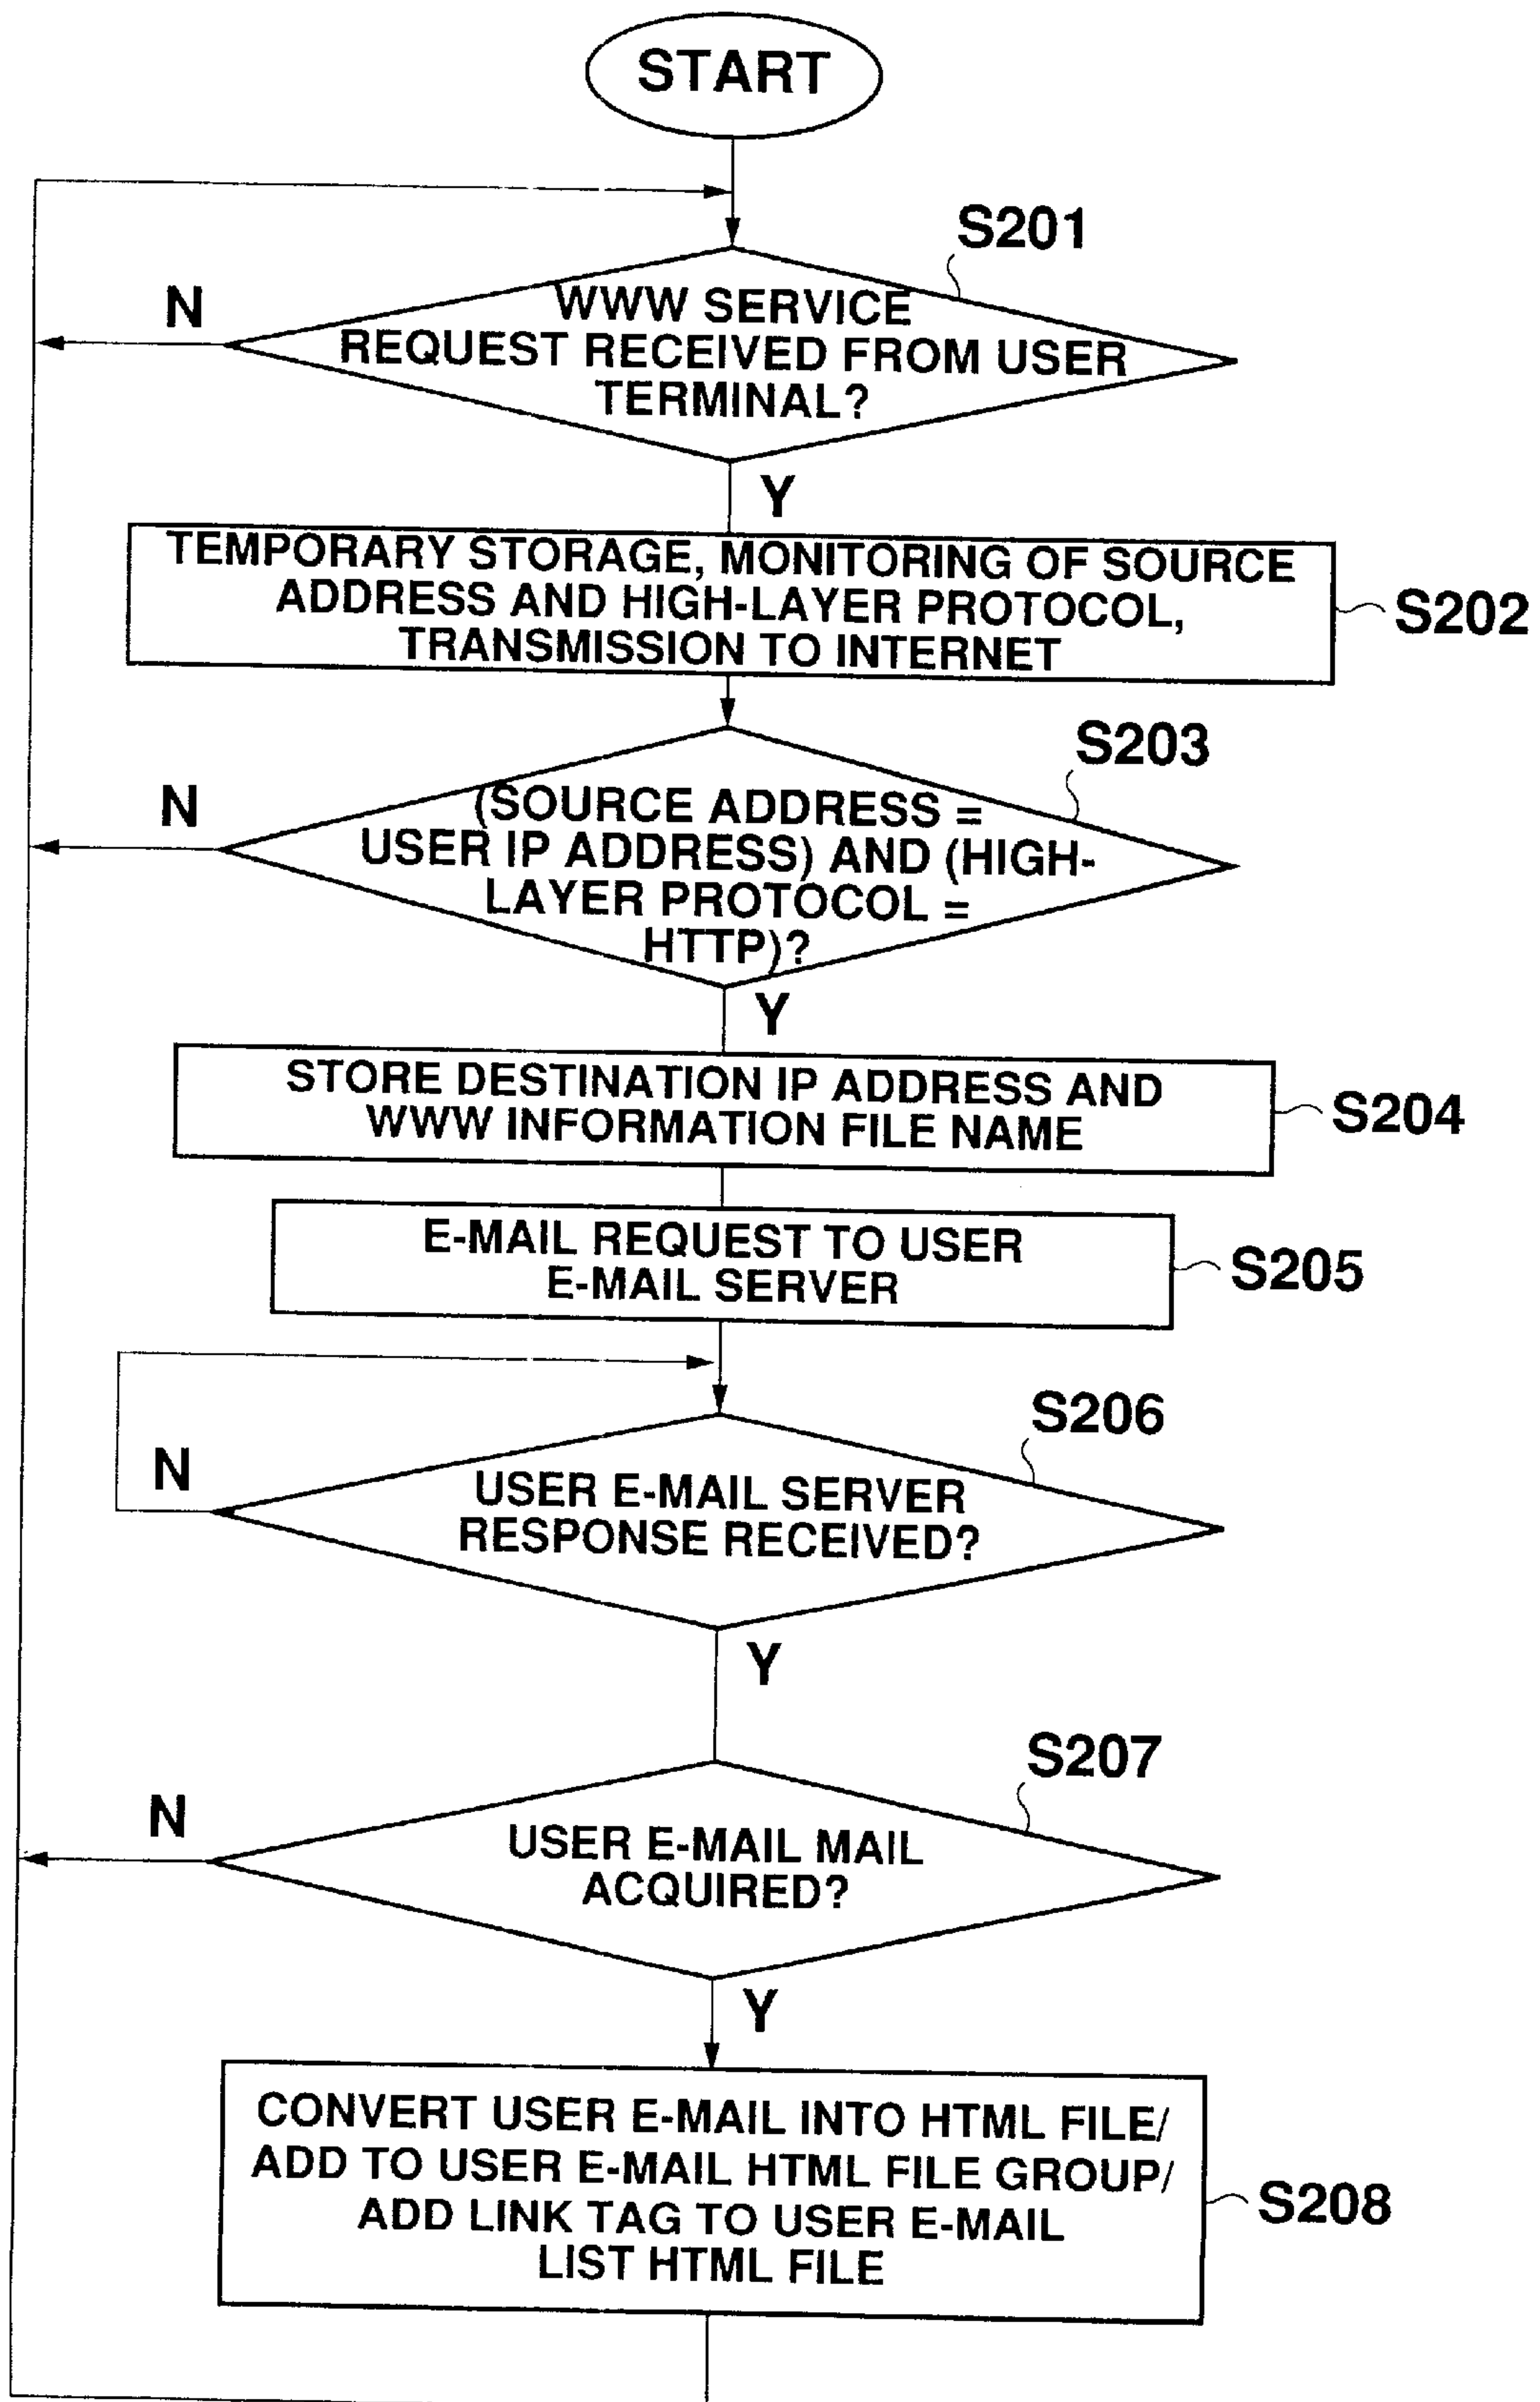 START
S201
N
WWW SERVICE
REQUEST RECEIVED FROM USER
TERMINAL?
Y
TEMPORARY STORAGE, MONITORING OF SOURCE
ADDRESS AND HIGH-LAYER PROTOCOL,
TRANSMISSION TO INTERNET
S202
S203
N
(SOURCE ADDRESS =
USER IP ADDRESS) AND (HIGH-
LAYER PROTOCOL =
HTTP)?
Y
STORE DESTINATION IP ADDRESS AND
WWW INFORMATION FILE NAME
S204
E-MAIL REQUEST TO USER
E-MAIL SERVER
S205
S206
N
USER E-MAIL SERVER
RESPONSE RECEIVED?
Y
S207
N
USER E-MAIL MAIL
ACQUIRED?
Y
CONVERT USER E-MAIL INTO HTML FILE/
ADD TO USER E-MAIL HTML FILE GROUP/
ADD LINK TAG TO USER E-MAIL
LIST HTML FILE
S208